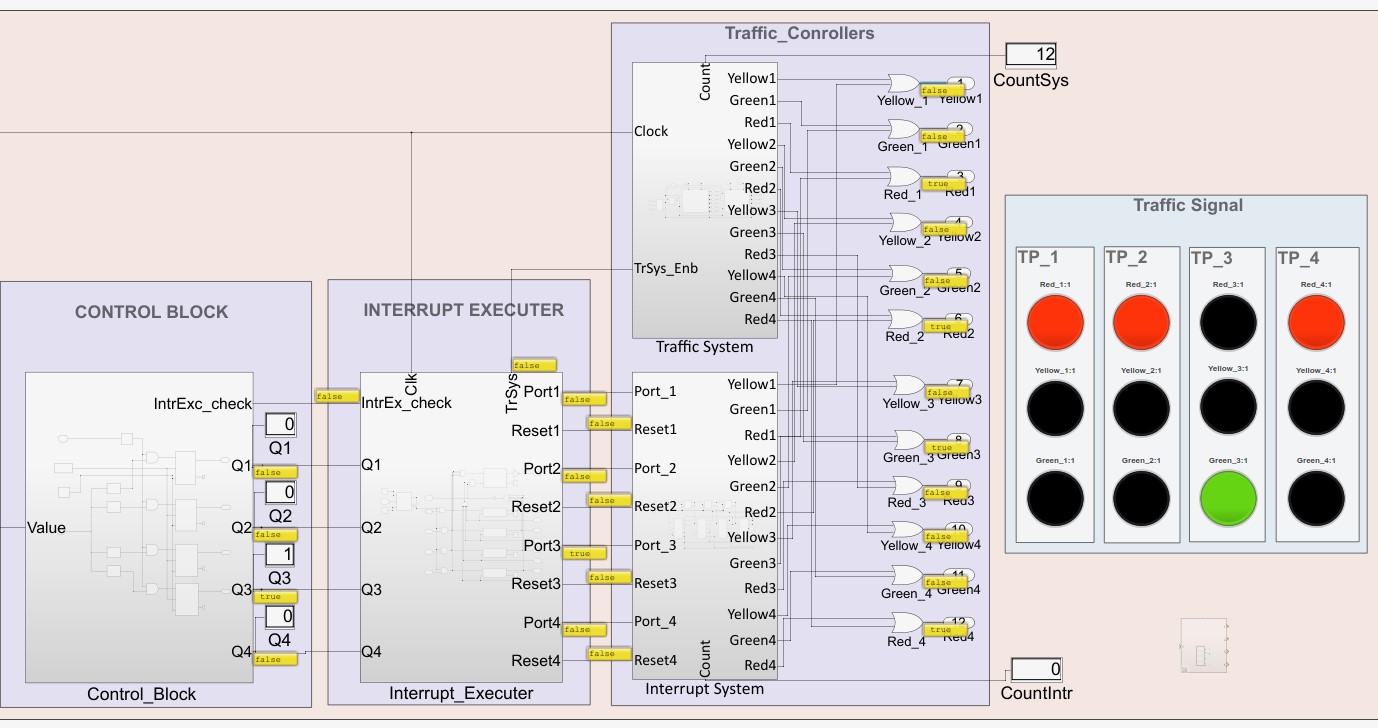 Traffic_Conrollers
12
CountSys
Count
Clock
TrSys_Enb
Yellow1
Green1
Red1
Yellow2
Green2
Red2
Yellow3
Green3
Red3
Yellow4
Green4
Red4
Traffic System
1
false
Yellow_1
Yellow1
2
false
Green_1
Green1
3
true
Red_1
Red1
4
false
Yellow_2
Yellow2
5
false
Green_2
Green2
6
true
Red_2
Red2
7
false
Yellow_3
Yellow3
8
true
Green_3
Green3
9
false
Red_3
Red3
10
false
Yellow_4
Yellow4
11
false
Green_4
Green4
12
true
Red_4
Red4
CONTROL BLOCK
IntrExc_check
Value
0
Q1
Q1
false
0
Q2
Q2
false
1
Q3
Q3
true
0
Q4
Q4
false
Control_Block
INTERRUPT EXECUTER
false
false
Clk
TrSys
IntrEx_check
Q1
Q2
Q3
Q4
Port1
false
Reset1
false
Port2
false
Reset2
false
Port3
true
Reset3
false
Port4
false
Reset4
false
Interrupt_Executer
Port_1
Reset1
Port_2
Reset2
Port_3
Reset3
Port_4
Reset4
Yellow1
Green1
Red1
Yellow2
Green2
Red2
Yellow3
Green3
Red3
Yellow4
Green4
Red4
Count
Interrupt System
0
CountIntr
Traffic Signal
TP_1
TP_2
TP_3
TP_4
Red_1:1
Red_2:1
Red_3:1
Red_4:1
Yellow_1:1
Yellow_2:1
Yellow_3:1
Yellow_4:1
Green_1:1
Green_2:1
Green_3:1
Green_4:1